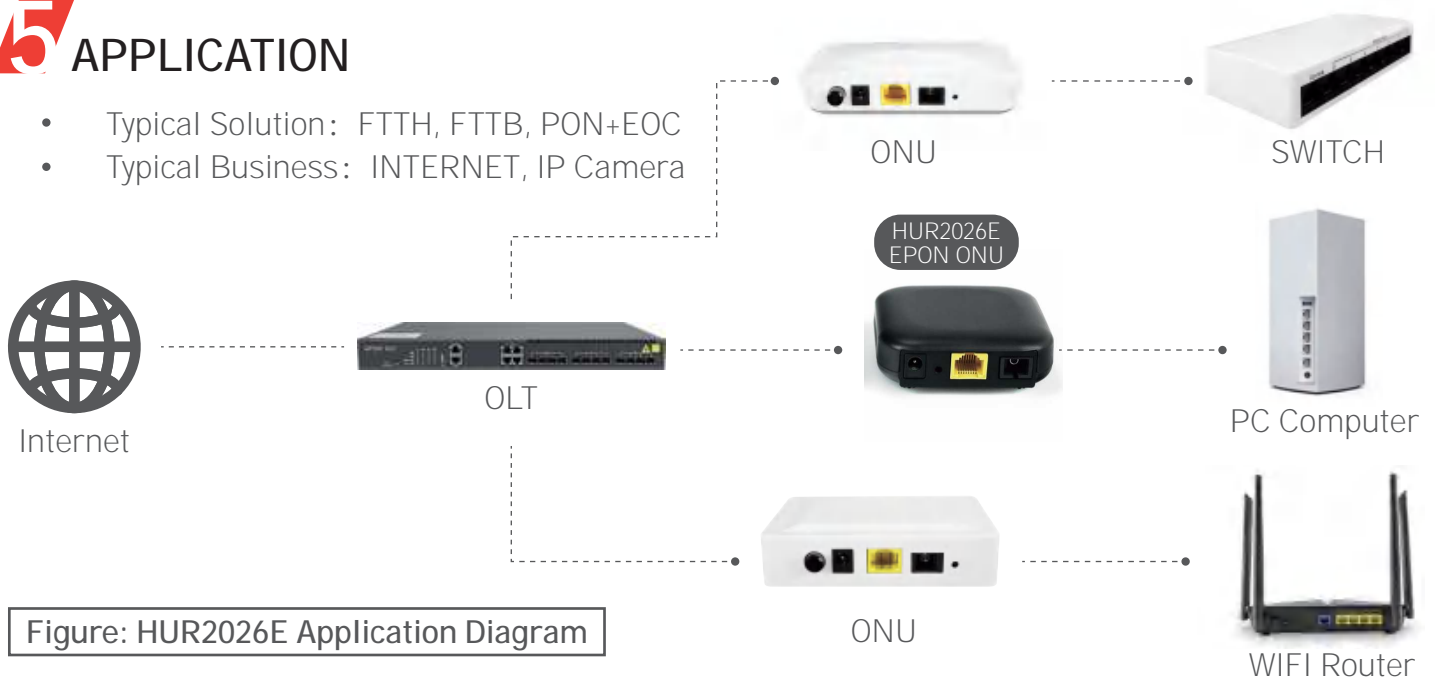 5
APPLICATION
• Typical Solution: FTTH, FTTB, PON+EOC
• Typical Business: INTERNET, IP Camera
ONU
SWITCH
HUR2026E
EPON ONU
Internet
OLT
PC Computer
ONU
WIFI Router
Figure: HUR2026E Application Diagram